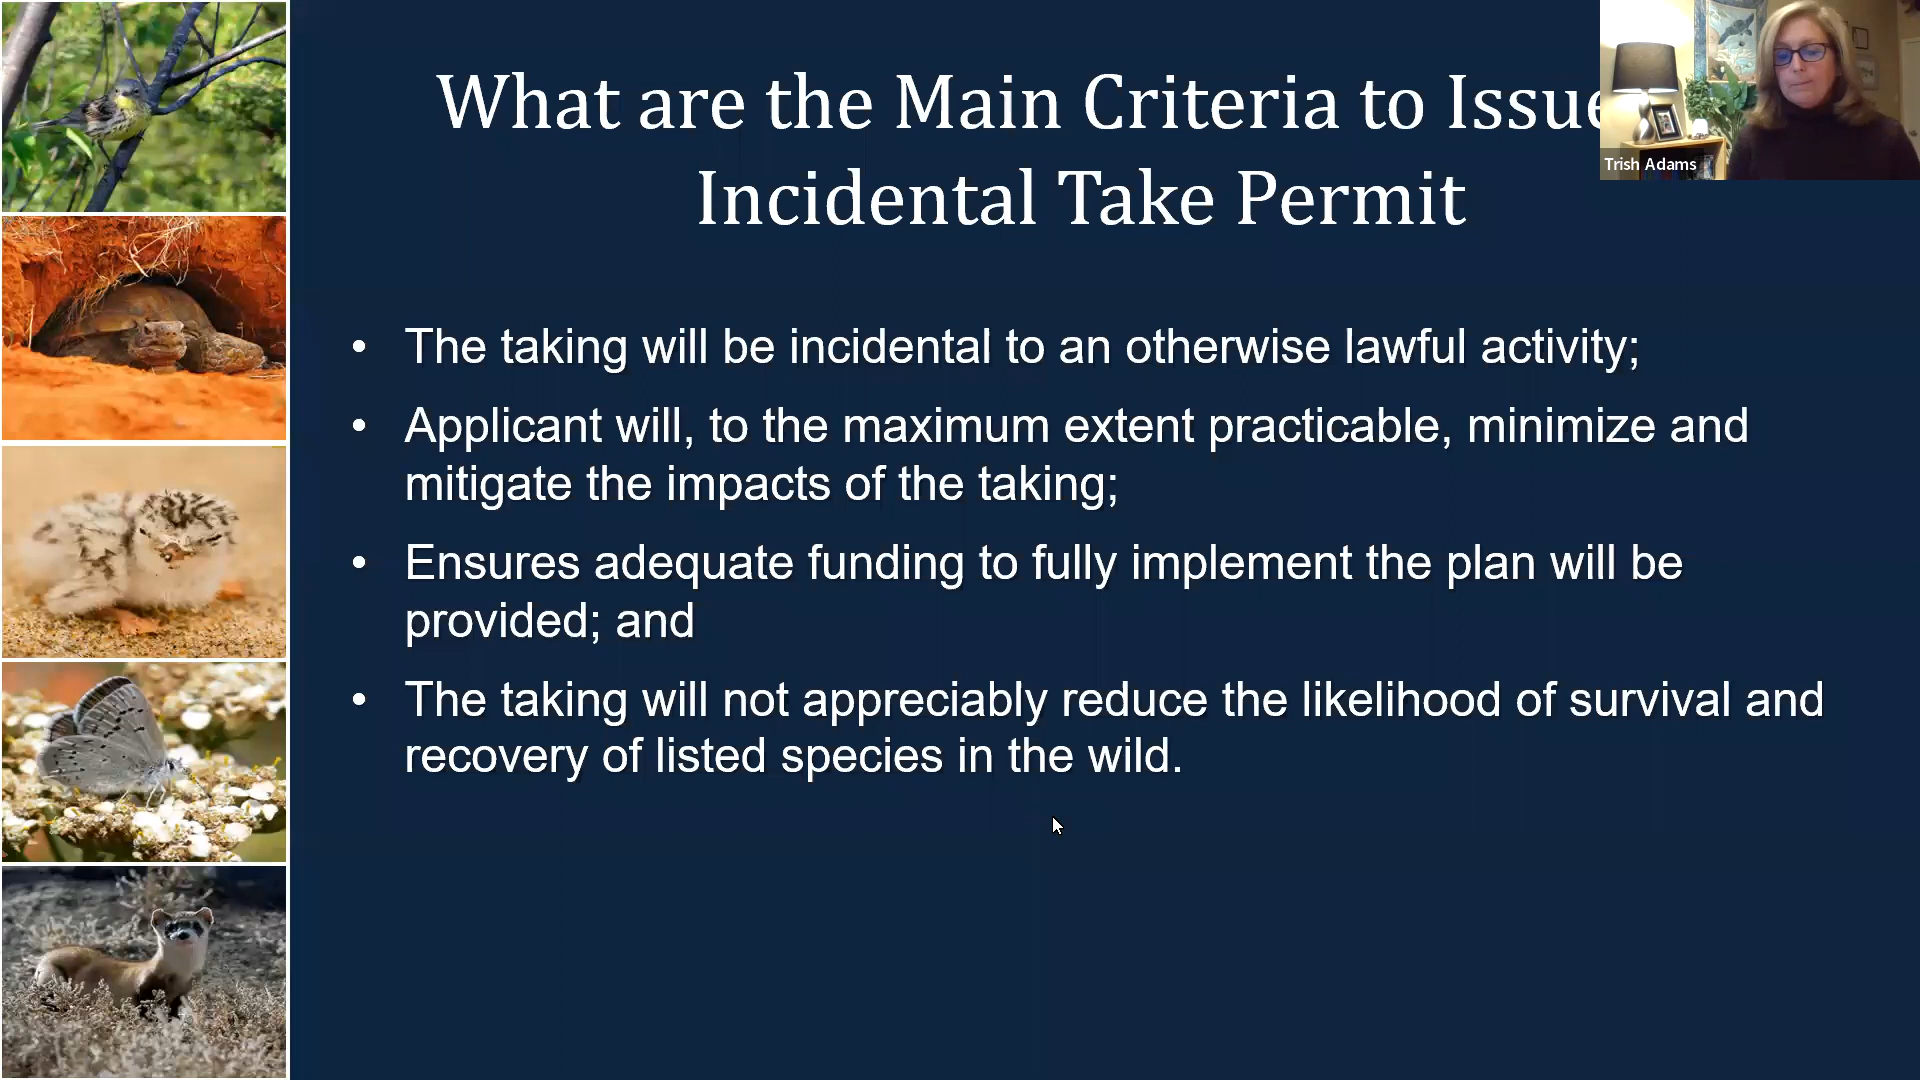 What are the Main Criteria to Issue
Incidental Take Permit
Trish Adams
• The taking will be incidental to an otherwise lawful activity;
• Applicant will, to the maximum extent practicable, minimize and
mitigate the impacts of the taking;
• Ensures adequate funding to fully implement the plan will be
provided; and
• The taking will not appreciably reduce the likelihood of survival and
recovery of listed species in the wild.